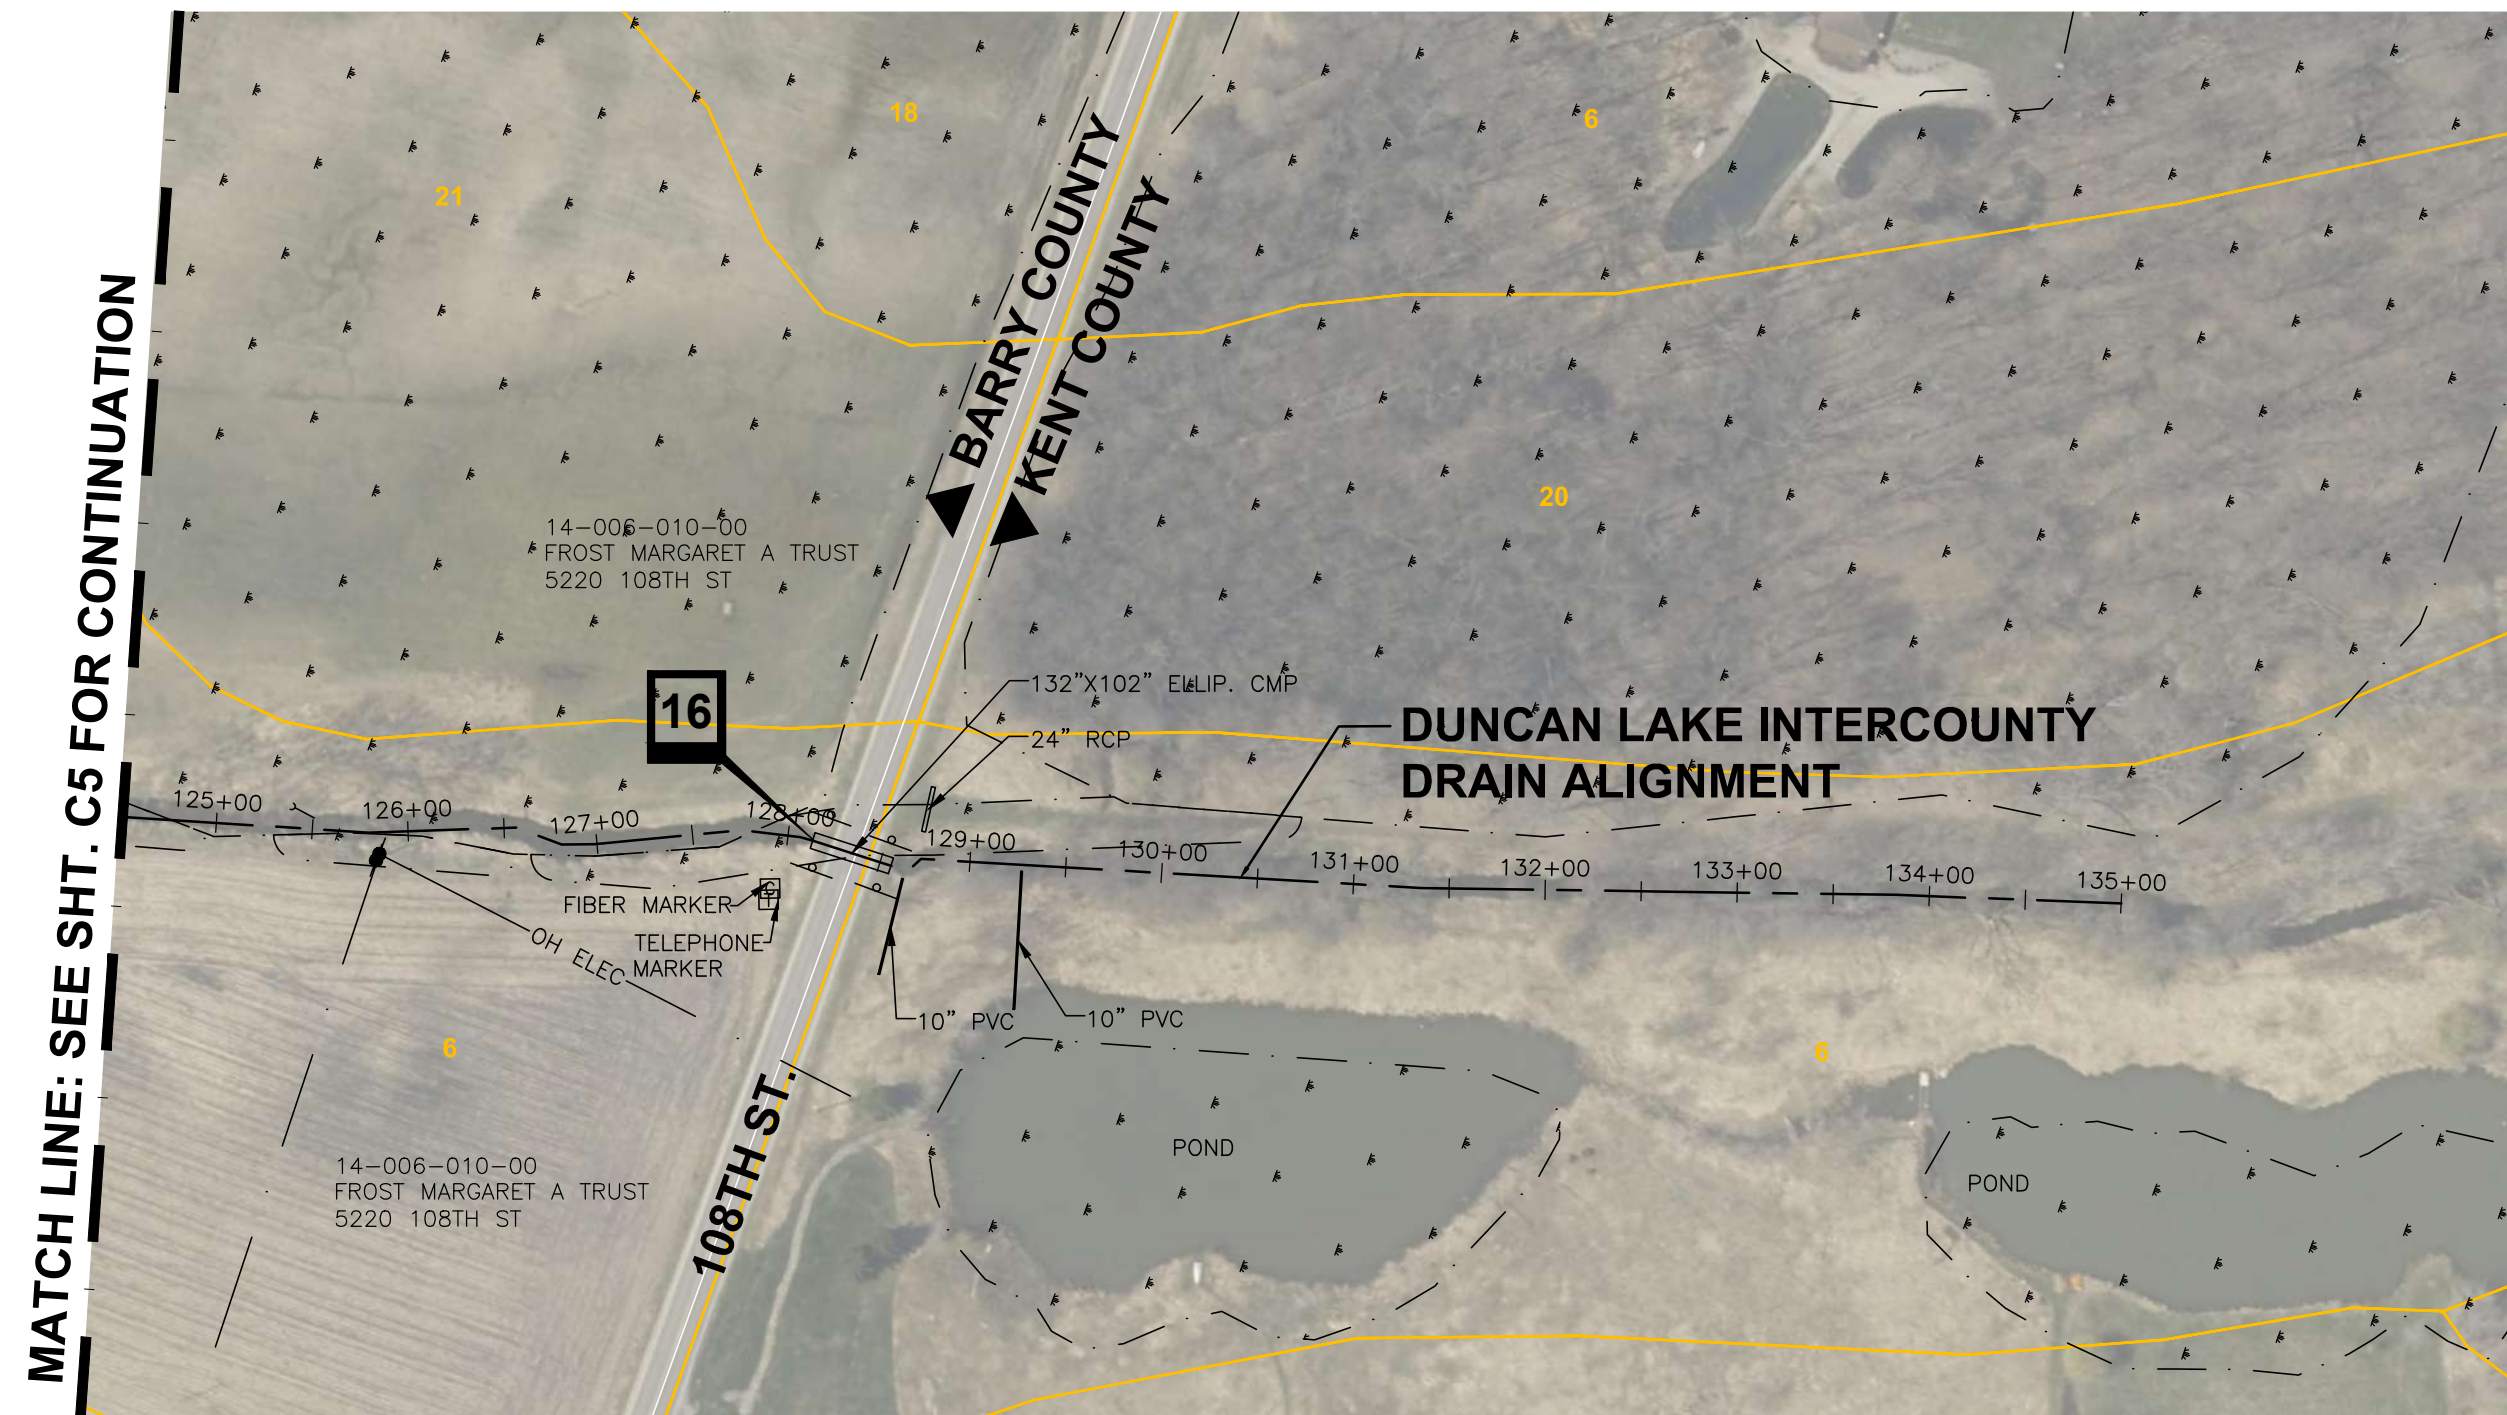 MATCH LINE: SEE SHT. C5 FOR CONTINUATION
18
6
21
BARRY COUNTY
KENT COUNTY
20
14-006-010-00
FROST MARGARET A TRUST
5220 108TH ST
16
132"X102" ELLIP. CMP
24" RCP
DUNCAN LAKE INTERCOUNTY
DRAIN ALIGNMENT
125+00
126+00
127+00
128+00
129+00
130+00
131+00
132+00
133+00
134+00
135+00
FIBER MARKER
C
T
TELEPHONE
MARKER
OH ELEC
10" PVC
10" PVC
6
6
108TH ST.
POND
POND
14-006-010-00
FROST MARGARET A TRUST
5220 108TH ST